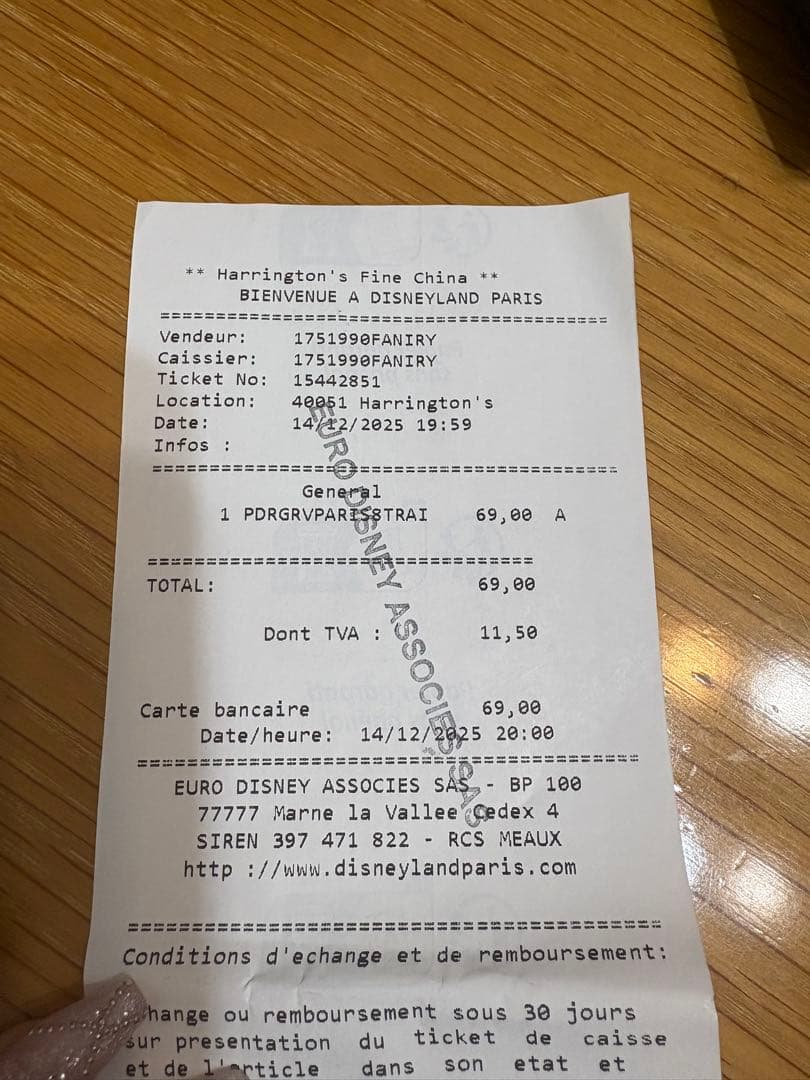 ** Harrington's Fine China **
BIENVENUE A DISNEYLAND PARIS
Vendeur: 1751990FANIRY
Caissier: 1751990FANIRY
Ticket No: 15442851
Location: 40051 Harrington's
Date: 14/12/2025 19:59
Infos :
General
1 PDRGRVPARIS8TRAI 69,00 A
TOTAL: 69,00
Dont TVA : 11,50
Carte bancaire 69,00
Date/heure: 14/12/2025 20:00
EURO DISNEY ASSOCIES SAS - BP 100
77777 Marne la Vallee Cedex 4
SIREN 397 471 822 - RCS MEAUX
http ://www.disneylandparis.com
Conditions d'echange et de remboursement:
hange ou remboursement sous 30 jours
sur presentation du ticket de caisse
et de l'article dans son etat et
EURO DISNEY ASSOCIES SAS